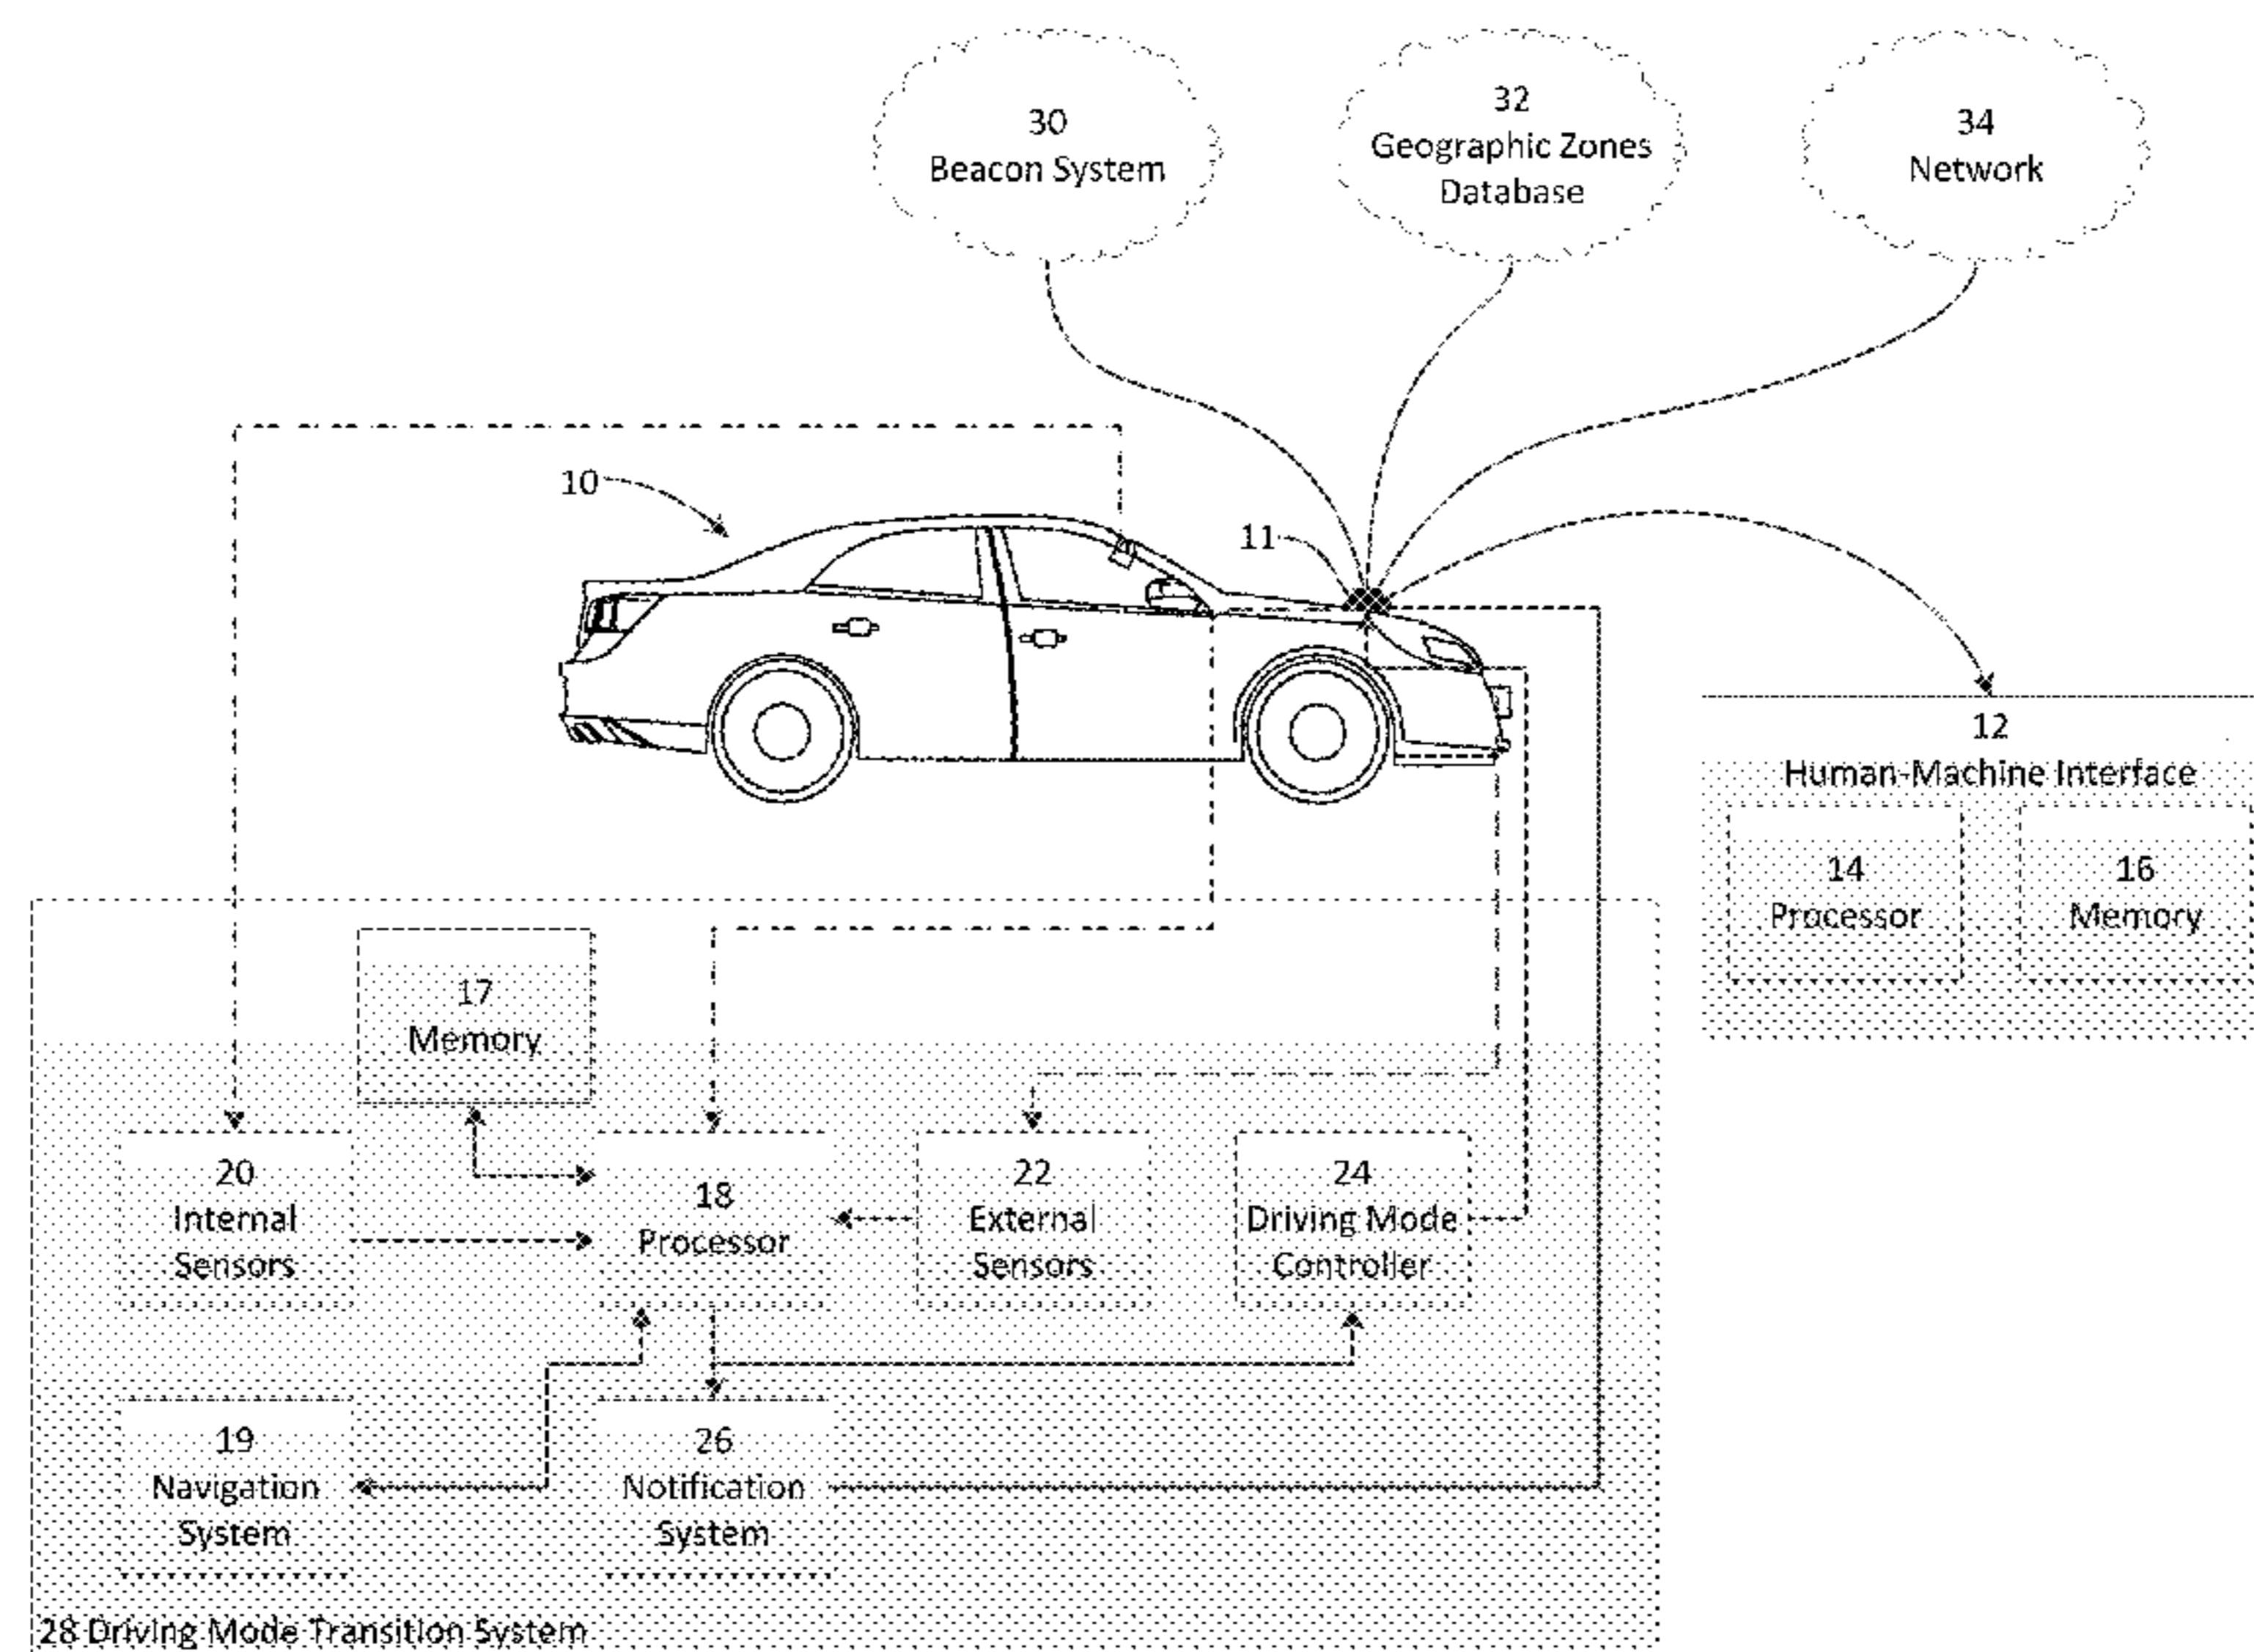 30
Beacon System
32
Geographic Zones
Database
34
Network
10
11
12
Human-Machine Interface
14
Processor
16
Memory
17
Memory
20
Internal
Sensors
18
Processor
22
External
Sensors
24
Driving Mode
Controller
19
Navigation
System
26
Notification
System
28 Driving Mode Transition System